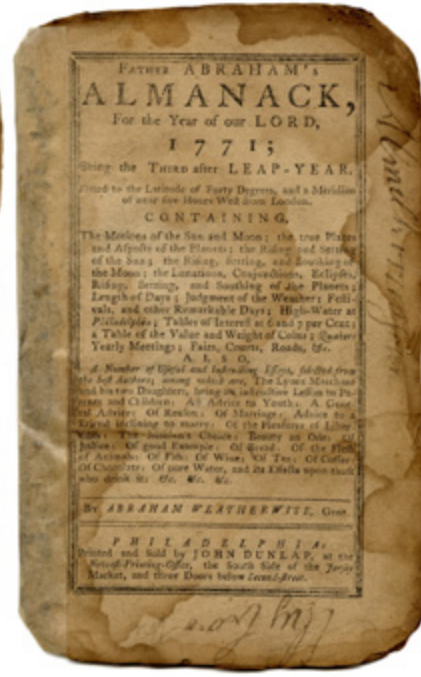 FATHER ABRAHAM's
ALMANACK,
For the Year of our LORD,
1771;
Being the THIRD after LEAP-YEAR.
Fitted to the Latitude of Forty Degrees, and a Meridian
of near five Hours West from London.
CONTAINING,
The Motions of the Sun and Moon; the true Places
and Aspects of the Planets; the Rising and Setting
of the Sun; the Rising, Setting, and Southing of
the Moon; the Lunations, Conjunctions, Eclipses,
Rising, Setting, and Southing of the Planets;
Length of Days; Judgment of the Weather; Festi-
vals, and other Remarkable Days; High-Water at
Philadelphia; Tables of Interest at 6 and 7 per Cent;
a Table of the Value and Weight of Coins; Quaker
Yearly Meetings; Fairs, Courts, Roads, &c.
ALSO,
A Number of Useful and Instructing Essays, selected from
the best Authors; among which are, The Lyons Merchant
and his two Daughters, being an instructive Lesson to Pa-
rents and Children: An Advice to Youth: A Gene-
ral Advice: Of Realon: Of Marriage: Advice to a
Friend inclining to marry: Of the Pleasures of Liber-
The Choice: Beauty an Ode: Of
Justice: Of good Example: Of Bread: Of the Flesh
of Animals: Of Fish: Of Wine: Of Tea: Of Coffee:
Of Chocolate: Of pure Water, and its Effects upon those
who drink it: &c. &c. &c.
By ABRAHAM WEATHERWISE, Gent.
PHILADELPHIA:
Printed and Sold by JOHN DUNLAP, at the
Newest-Printing-Office, the South Side of the Jersey
Market, and three Doors below Second-street.